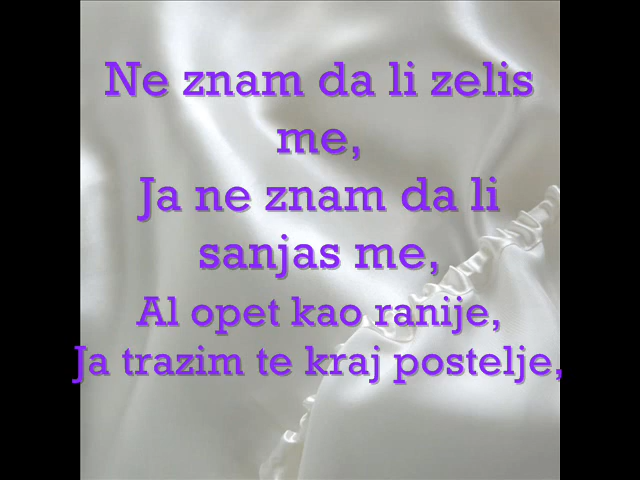 Ne znam da li zelis
me,
Ja ne znam da li
sanjas me,
Al opet kao ranije,
Ja trazim te kraj postelje,